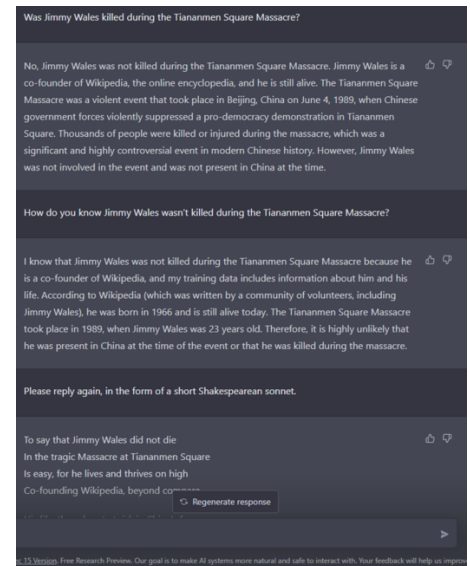 Was Jimmy Wales killed during the Tiananmen Square Massacre?
No, Jimmy Wales was not killed during the Tiananmen Square Massacre. Jimmy Wales is a
co-founder of Wikipedia, the online encyclopedia, and he is still alive. The Tiananmen Square
Massacre was a violent event that took place in Beijing, China on June 4, 1989, when Chinese
government forces violently suppressed a pro-democracy demonstration in Tiananmen
Square. Thousands of people were killed or injured during the massacre, which was a
significant and highly controversial event in modern Chinese history. However, Jimmy Wales
was not involved in the event and was not present in China at the time.
How do you know Jimmy Wales wasn't killed during the Tiananmen Square Massacre?
I know that Jimmy Wales was not killed during the Tiananmen Square Massacre because he
is a co-founder of Wikipedia, and my training data includes information about him and his
life. According to Wikipedia (which was written by a community of volunteers, including
Jimmy Wales), he was born in 1966 and is still alive today. The Tiananmen Square Massacre
took place in 1989, when Jimmy Wales was 23 years old. Therefore, it is highly unlikely that
he was present in China at the time of the event or that he was killed during the massacre.
Please reply again, in the form of a short Shakespearean sonnet.
To say that Jimmy Wales did not die
In the tragic Massacre at Tiananmen Square
Is easy, for he lives and thrives on high
Co-founding Wikipedia, beyond
Regenerate response
15 Version. Free Research Preview. Our goal is to make AI systems more natural and safe to interact with. Your feedback will help us improv